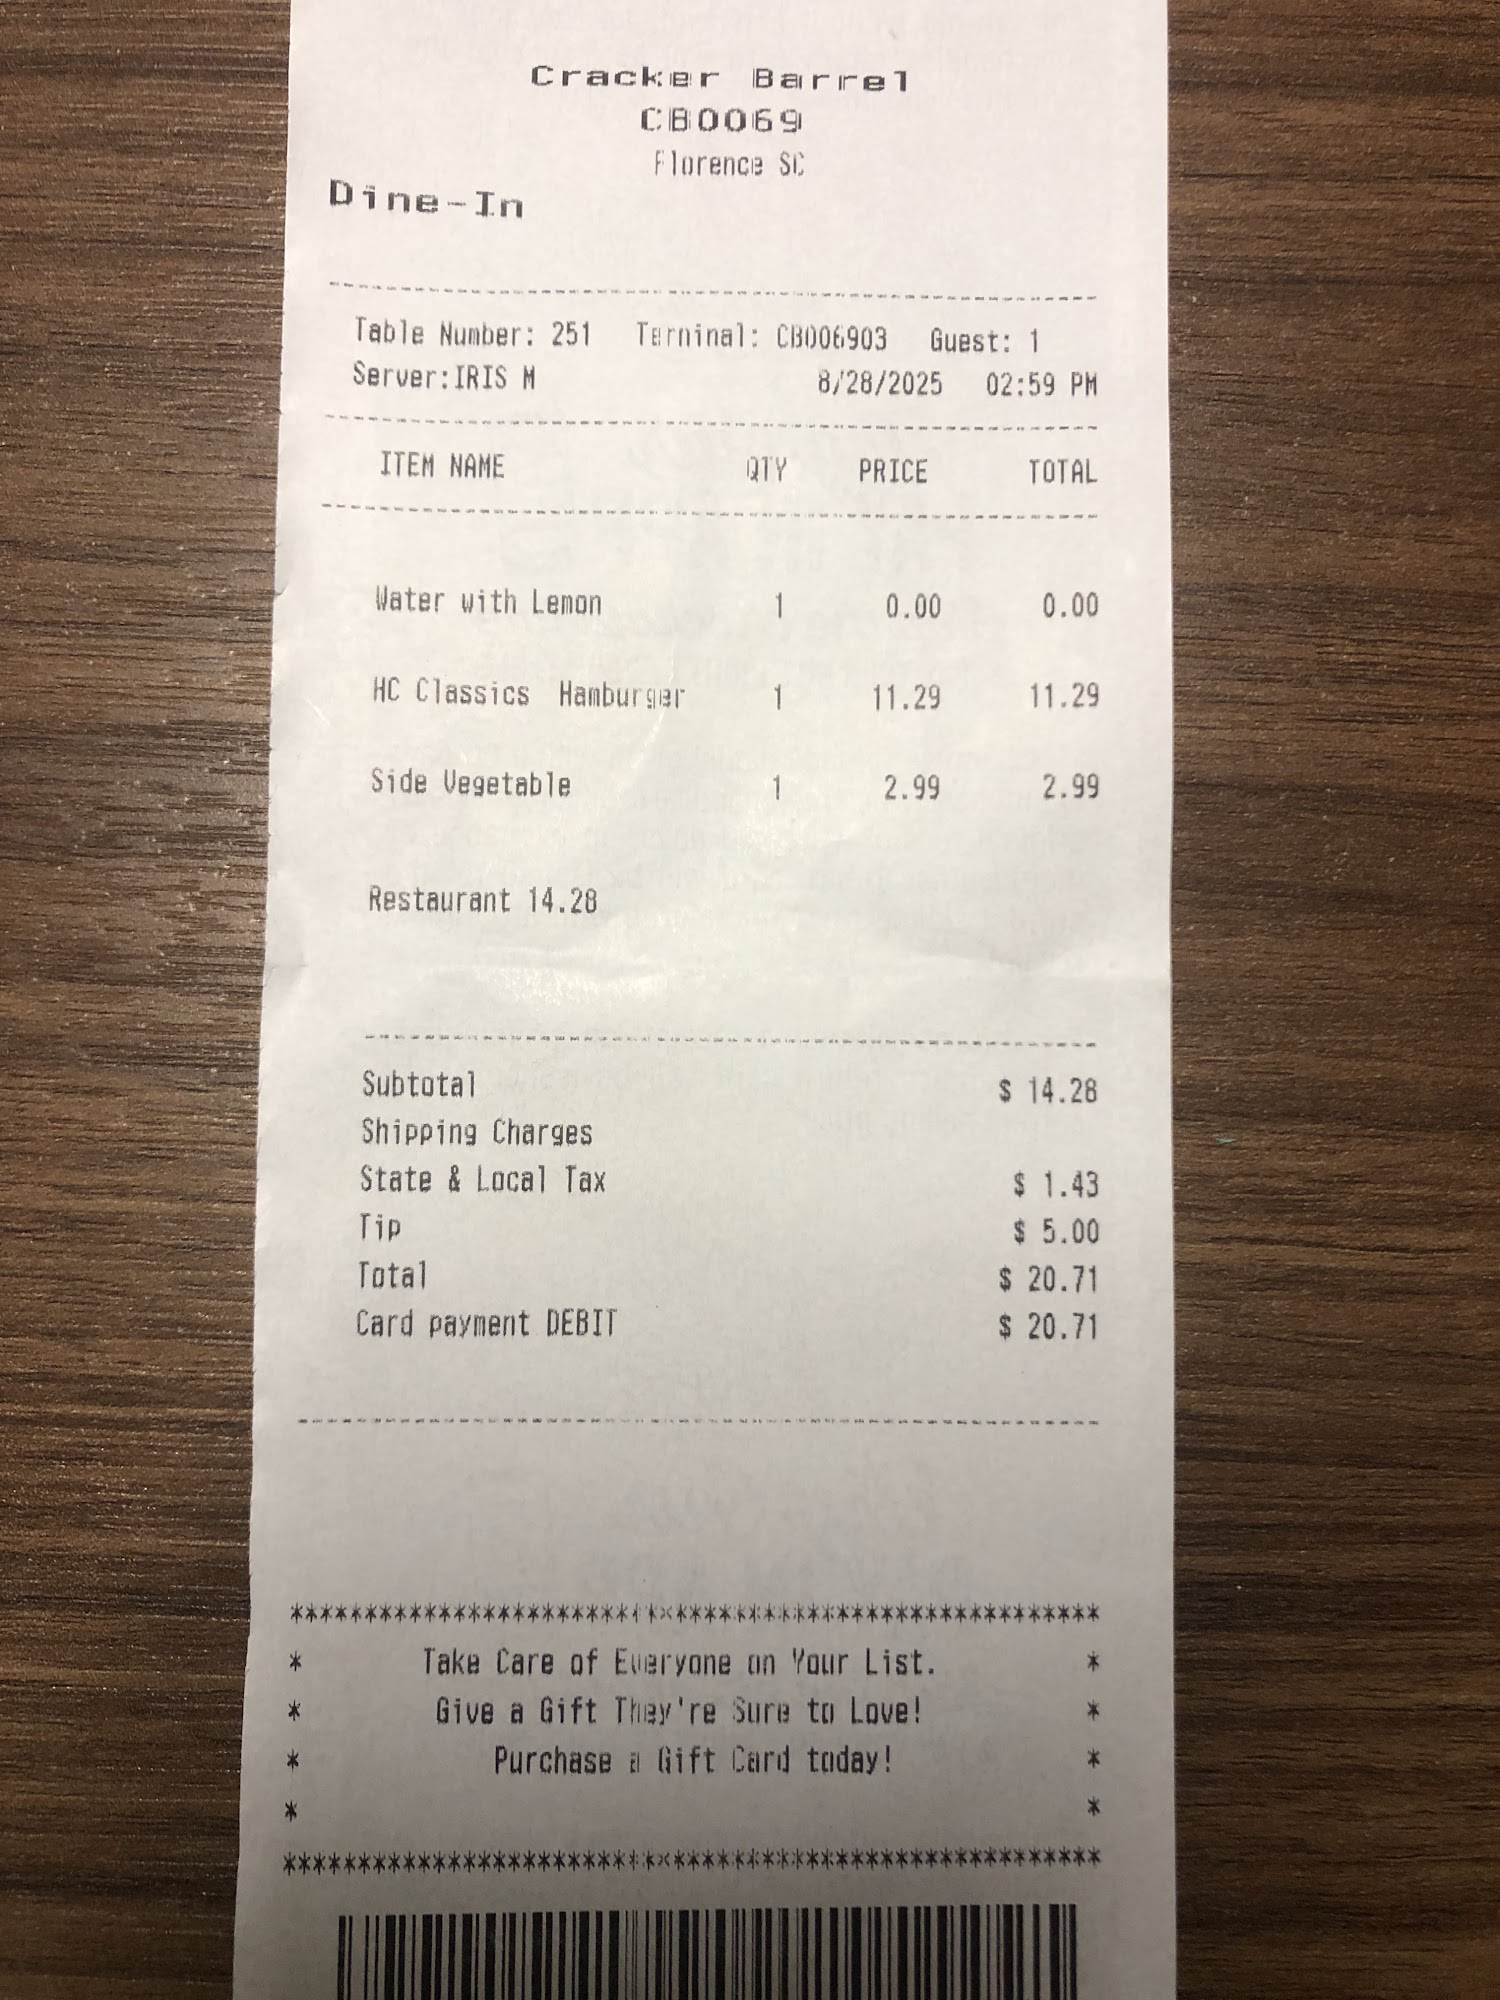 Cracker Barrel
CB0069
Florence SC
Dine-In
Table Number: 251 Terminal: CB006903 Guest: 1
Server:IRIS M 8/28/2025 02:59 PM
ITEM NAME QTY PRICE TOTAL
Water with Lemon 1 0.00 0.00
HC Classics Hamburger 1 11.29 11.29
Side Vegetable 1 2.99 2.99
Restaurant 14.28
Subtotal $ 14.28
Shipping Charges
State & Local Tax $ 1.43
Tip $ 5.00
Total $ 20.71
Card payment DEBIT $ 20.71
Take Care of Everyone on Your List.
Give a Gift They're Sure to Love!
Purchase a Gift Card today!